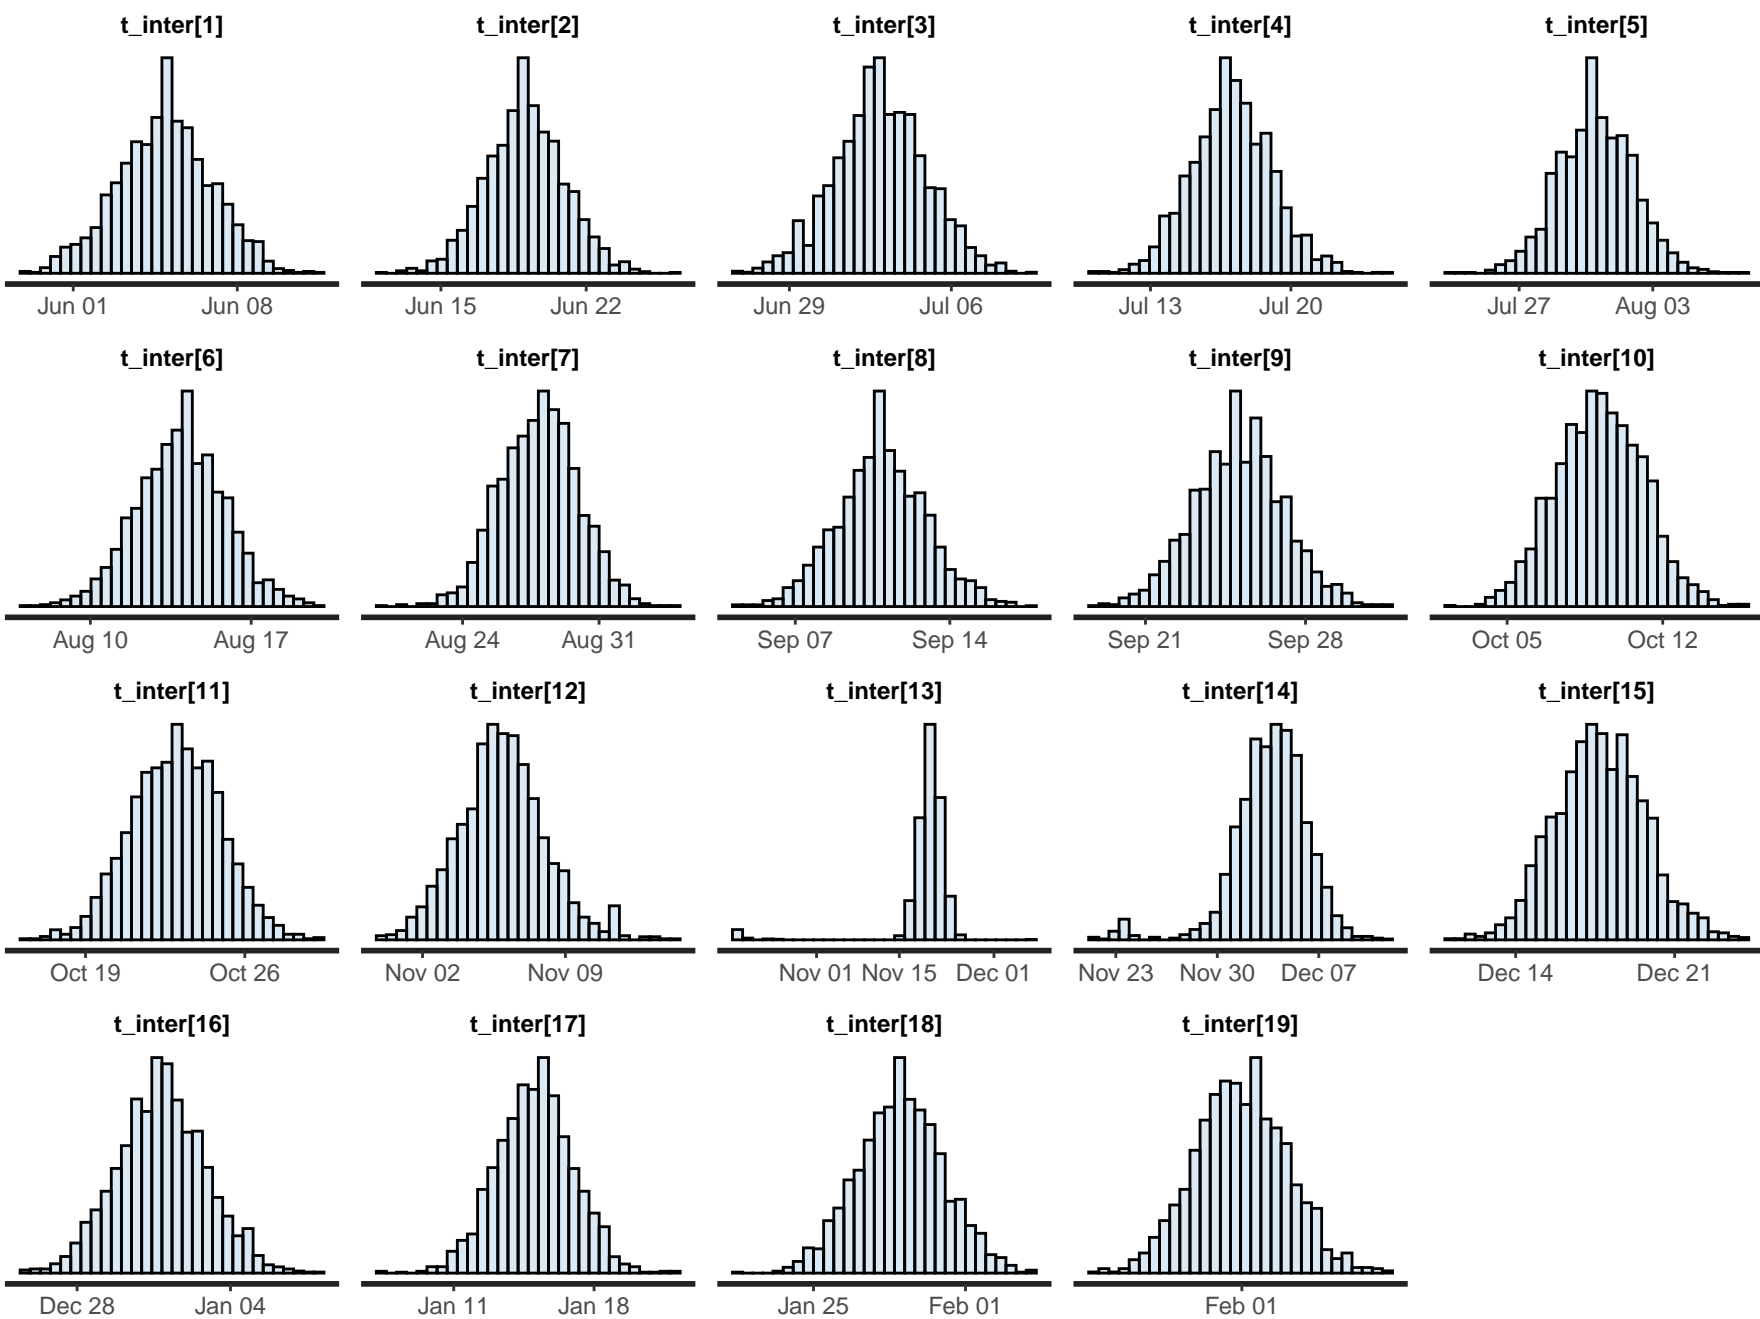 t_inter[1] t_inter[2] t_inter[3] t_inter[4] t_inter[5]
Jun 01 Jun 08 Jun 15 Jun 22 Jun 29 Jul 06 Jul 13 Jul 20 Jul 27 Aug 03
t_inter[6] t_inter[7] t_inter[8] t_inter[9] t_inter[10]
Aug 10 Aug 17 Aug 24 Aug 31 Sep 07 Sep 14 Sep 21 Sep 28 Oct 05 Oct 12
t_inter[11] t_inter[12] t_inter[13] t_inter[14] t_inter[15]
Oct 19 Oct 26 Nov 02 Nov 09 Nov 01 Nov 15 Dec 01 Nov 23 Nov 30 Dec 07 Dec 14 Dec 21
t_inter[16] t_inter[17] t_inter[18] t_inter[19]
Dec 28 Jan 04 Jan 11 Jan 18 Jan 25 Feb 01 Feb 01